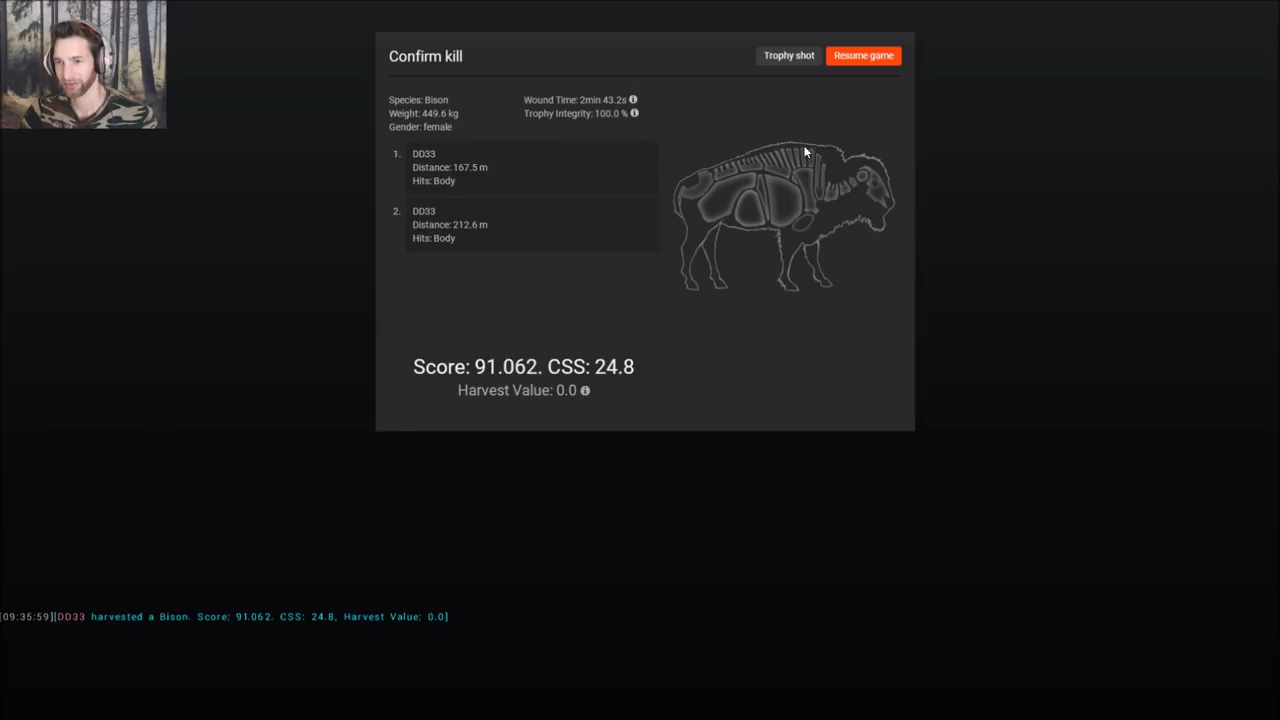 Confirm kill
Trophy shot
Resume game
Species: Bison
Weight: 449.6 kg
Gender: female
Wound Time: 2min 43.2s
Trophy Integrity: 100.0 %
1. DD33
Distance: 167.5 m
Hits: Body
2. DD33
Distance: 212.6 m
Hits: Body
Score: 91.062. CSS: 24.8
Harvest Value: 0.0
[09:35:59][DD33 harvested a Bison. Score: 91.062. CSS: 24.8, Harvest Value: 0.0]